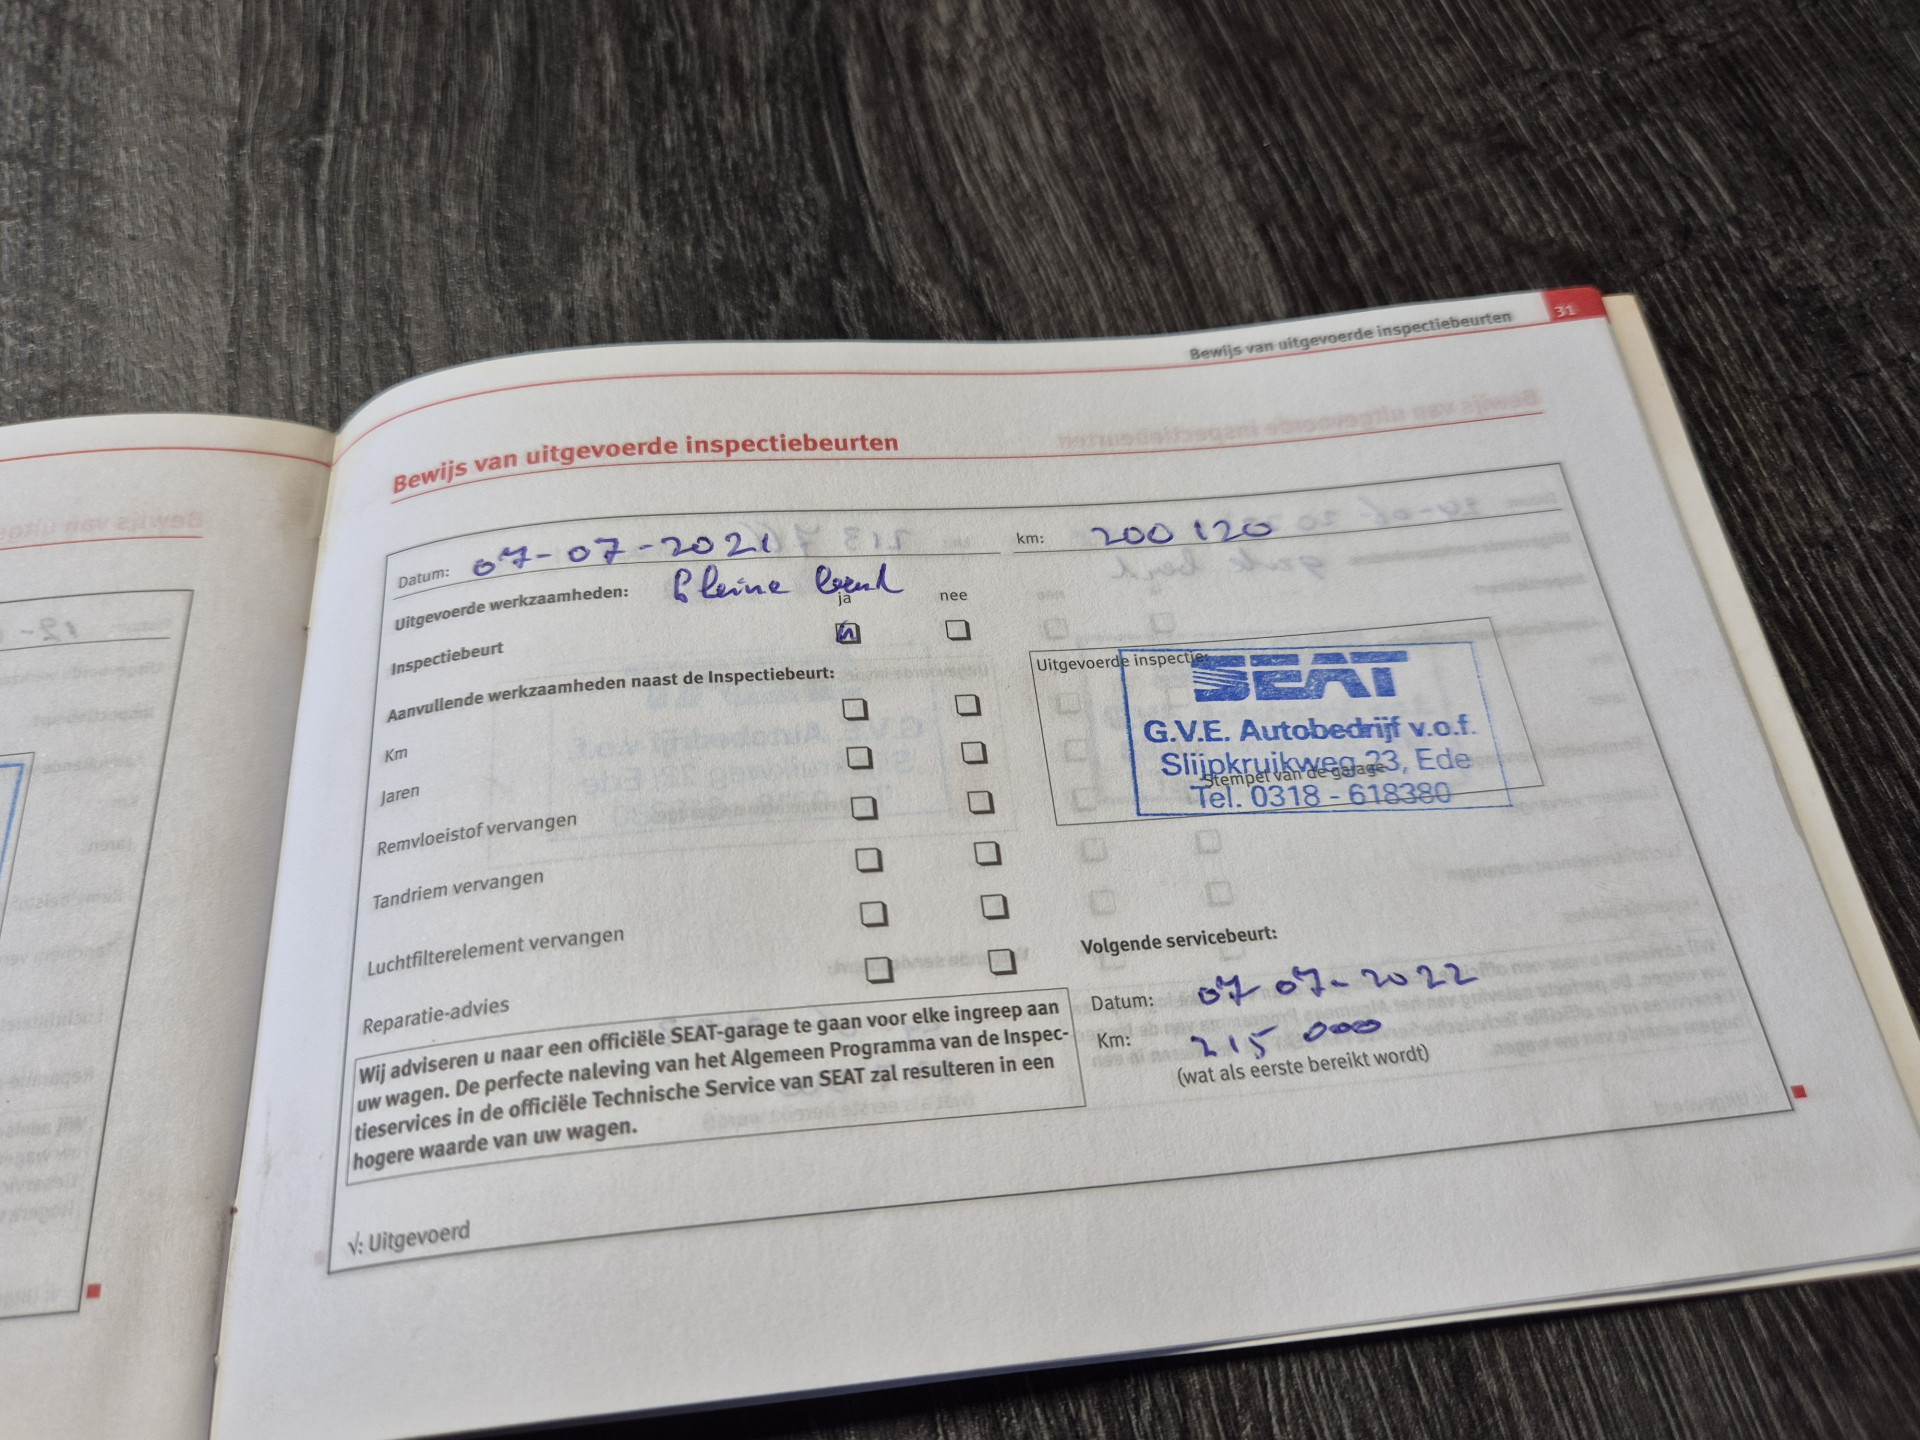 Bewijs van uitgevoerde inspectiebeurten 31
Bewijs van uitgevoerde inspectiebeurten
Datum: 07-07-2021 km: 200 120
Uitgevoerde werkzaamheden:
ja nee
Inspectiebeurt
Aanvullende werkzaamheden naast de Inspectiebeurt:
Km
Jaren
Remvloeistof vervangen
Tandriem vervangen
Luchtfilterelement vervangen
Reparatie-advies
Uitgevoerde inspectie:
SEAT
G.V.E. Autobedrijf v.o.f.
Slijpkruikweg 23, Ede
Stempel van de garage
Tel. 0318 - 618380
Volgende servicebeurt:
Datum: 07 07-2022
Km: 215 000
(wat als eerste bereikt wordt)
Wij adviseren u naar een officiële SEAT-garage te gaan voor elke ingreep aan
uw wagen. De perfecte naleving van het Algemeen Programma van de Inspec-
tieservices in de officiële Technische Service van SEAT zal resulteren in een
hogere waarde van uw wagen.
√: Uitgevoerd